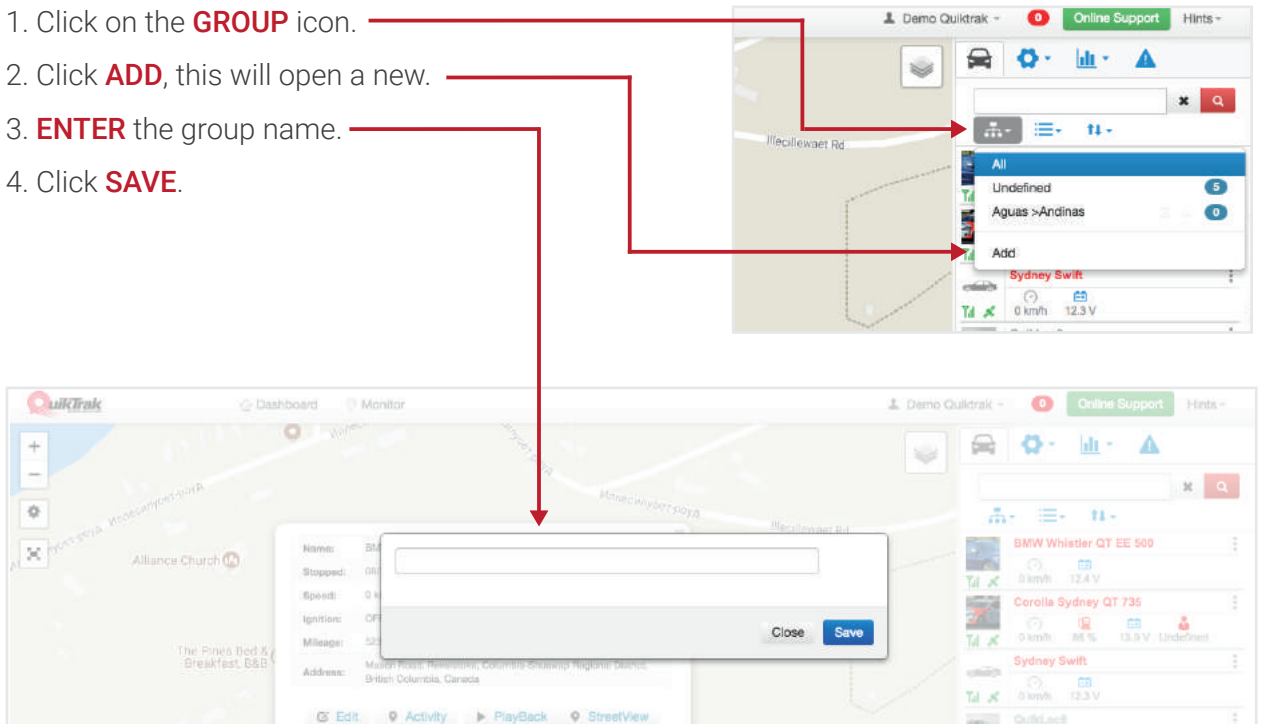 1. Click on the GROUP icon.
2. Click ADD, this will open a new.
3. ENTER the group name.
4. Click SAVE.
Demo Quiktrak
0
Online Support
Hints
Illecillewaet Rd
All
Undefined
5
Aguas >Andinas
0
Add
Sydney Swift
0 km/h 12.3 V
QuikTrak
Dashboard
Monitor
Demo Quiktrak
0
Online Support
Hints
Illecillewaet Rd
Alliance Church
The Pines Bed &
Breakfast, B&B
Name:
Stopped:
Speed:
Ignition:
Mileage:
Address:
British Columbia, Canada
Close
Save
Edit
Activity
PlayBack
StreetView
BMW Whistler QT EE 500
0 km/h 12.4 V
Corolla Sydney QT 735
0 km/h 86 % 13.9 V Undefined
Sydney Swift
0 km/h 12.3 V